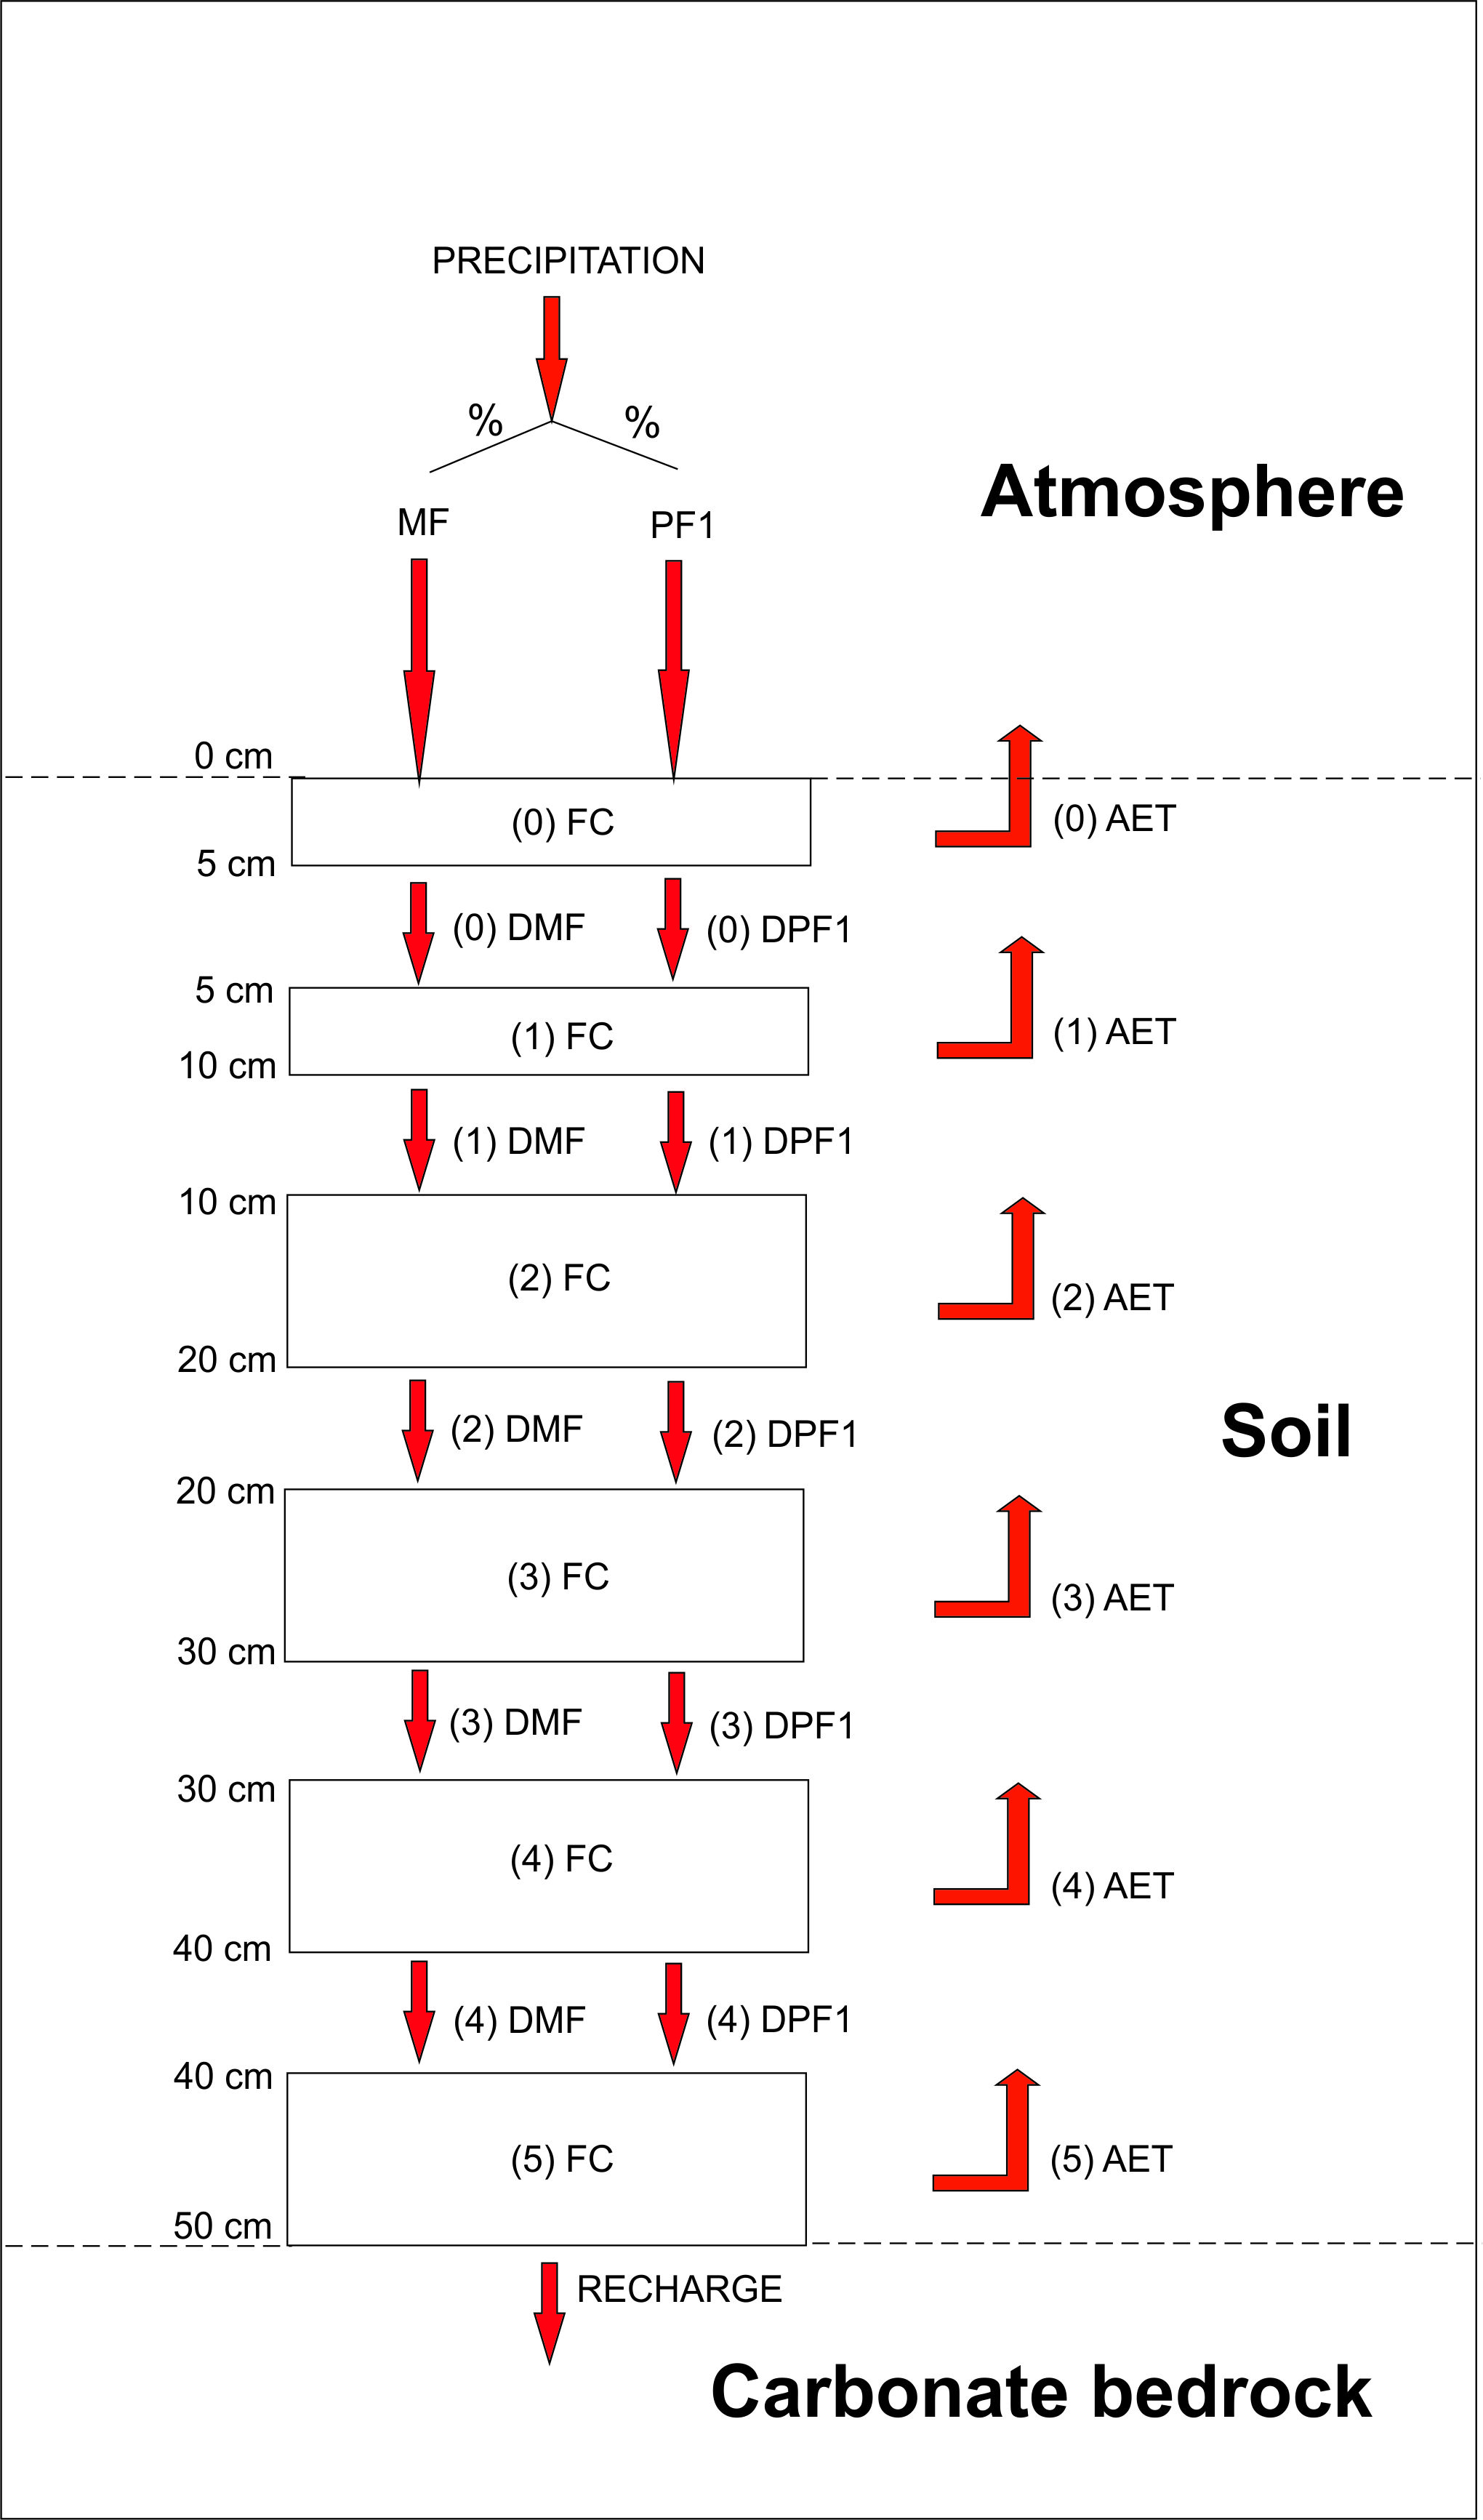 PRECIPITATION
% %
Atmosphere
MF PF1
0 cm
(0) FC (0) AET
5 cm
(0) DMF (0) DPF1
5 cm
(1) FC (1) AET
10 cm
(1) DMF (1) DPF1
10 cm
(2) FC (2) AET
20 cm
(2) DMF (2) DPF1
Soil
20 cm
(3) FC (3) AET
30 cm
(3) DMF (3) DPF1
30 cm
(4) FC (4) AET
40 cm
(4) DMF (4) DPF1
40 cm
(5) FC (5) AET
50 cm
RECHARGE
Carbonate bedrock